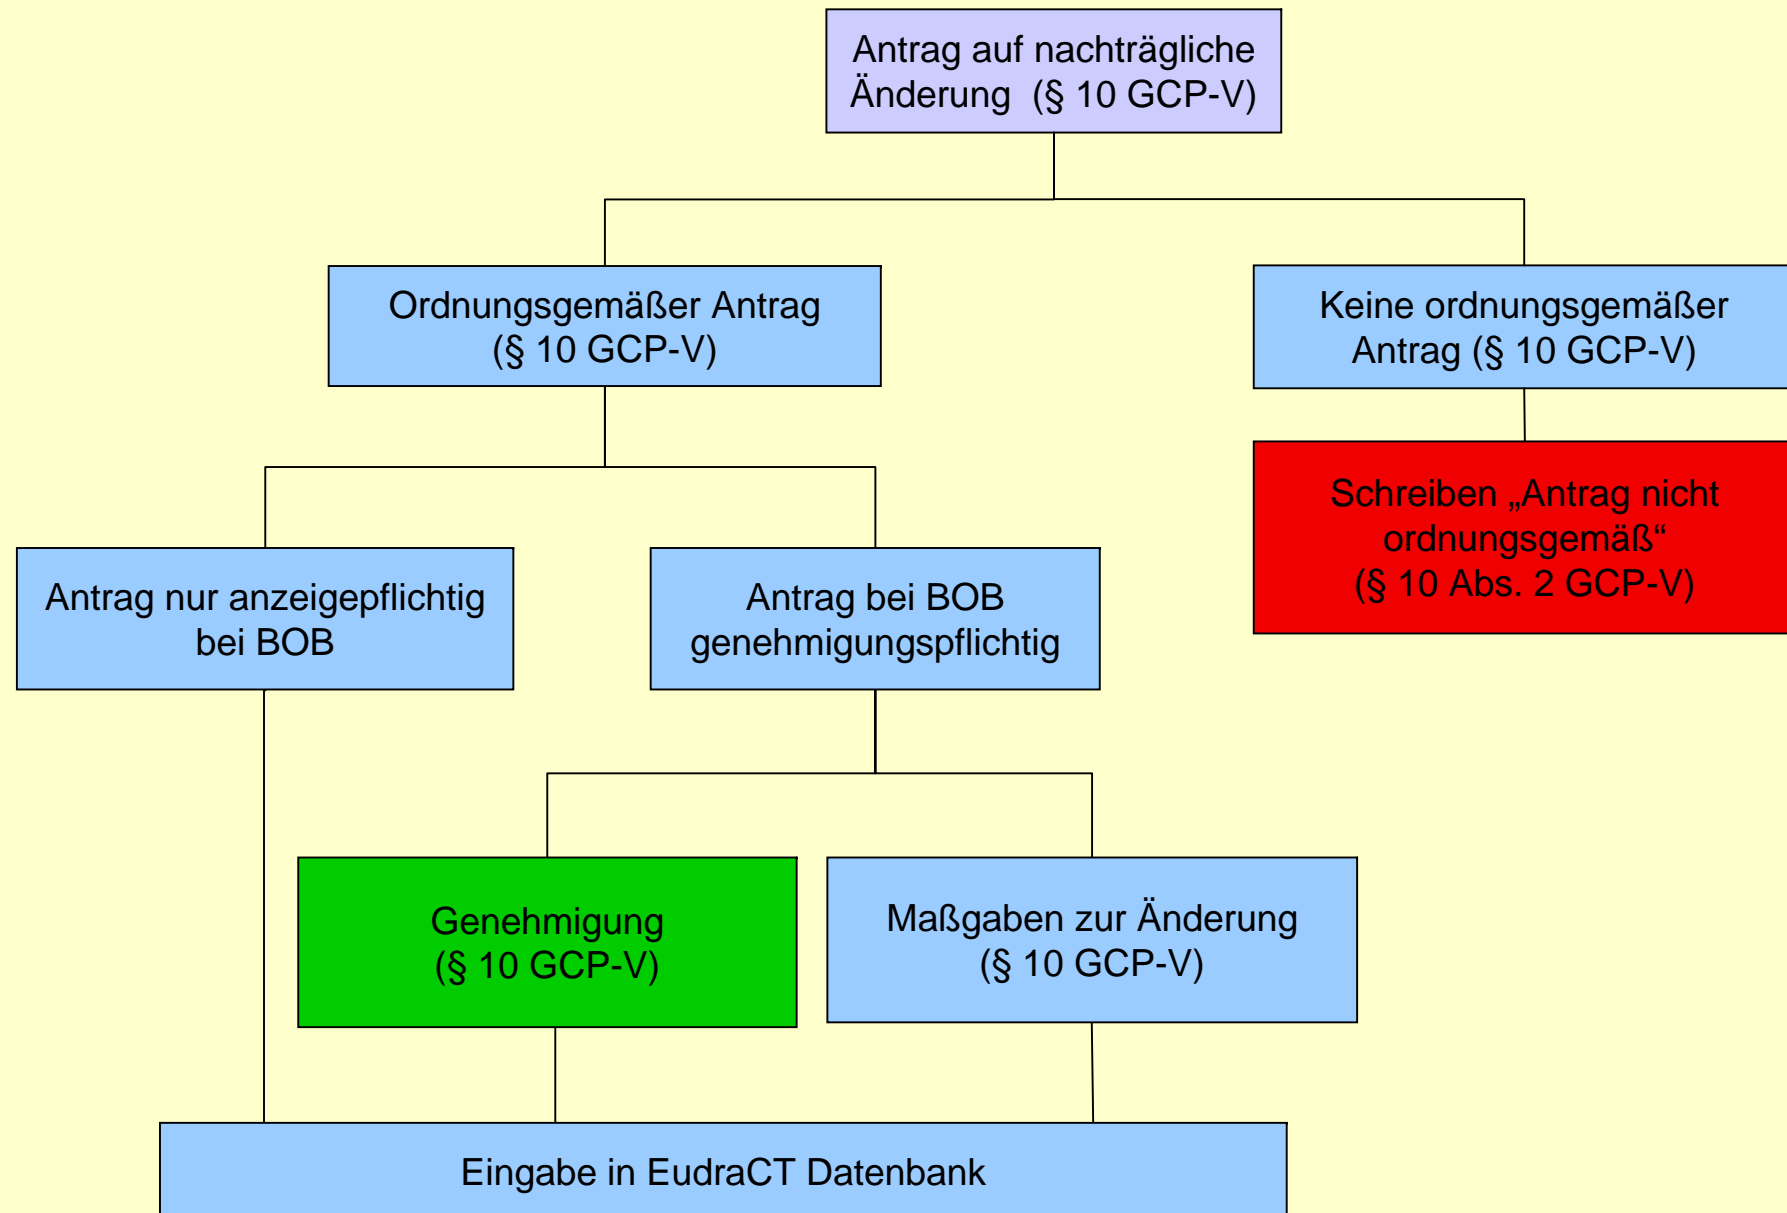 Antrag auf nachträgliche
Änderung (§ 10 GCP-V)
Ordnungsgemäßer Antrag
(§ 10 GCP-V)
Keine ordnungsgemäßer
Antrag (§ 10 GCP-V)
Schreiben „Antrag nicht
ordnungsgemäß“
(§ 10 Abs. 2 GCP-V)
Antrag nur anzeigepflichtig
bei BOB
Antrag bei BOB
genehmigungspflichtig
Genehmigung
(§ 10 GCP-V)
Maßgaben zur Änderung
(§ 10 GCP-V)
Eingabe in EudraCT Datenbank